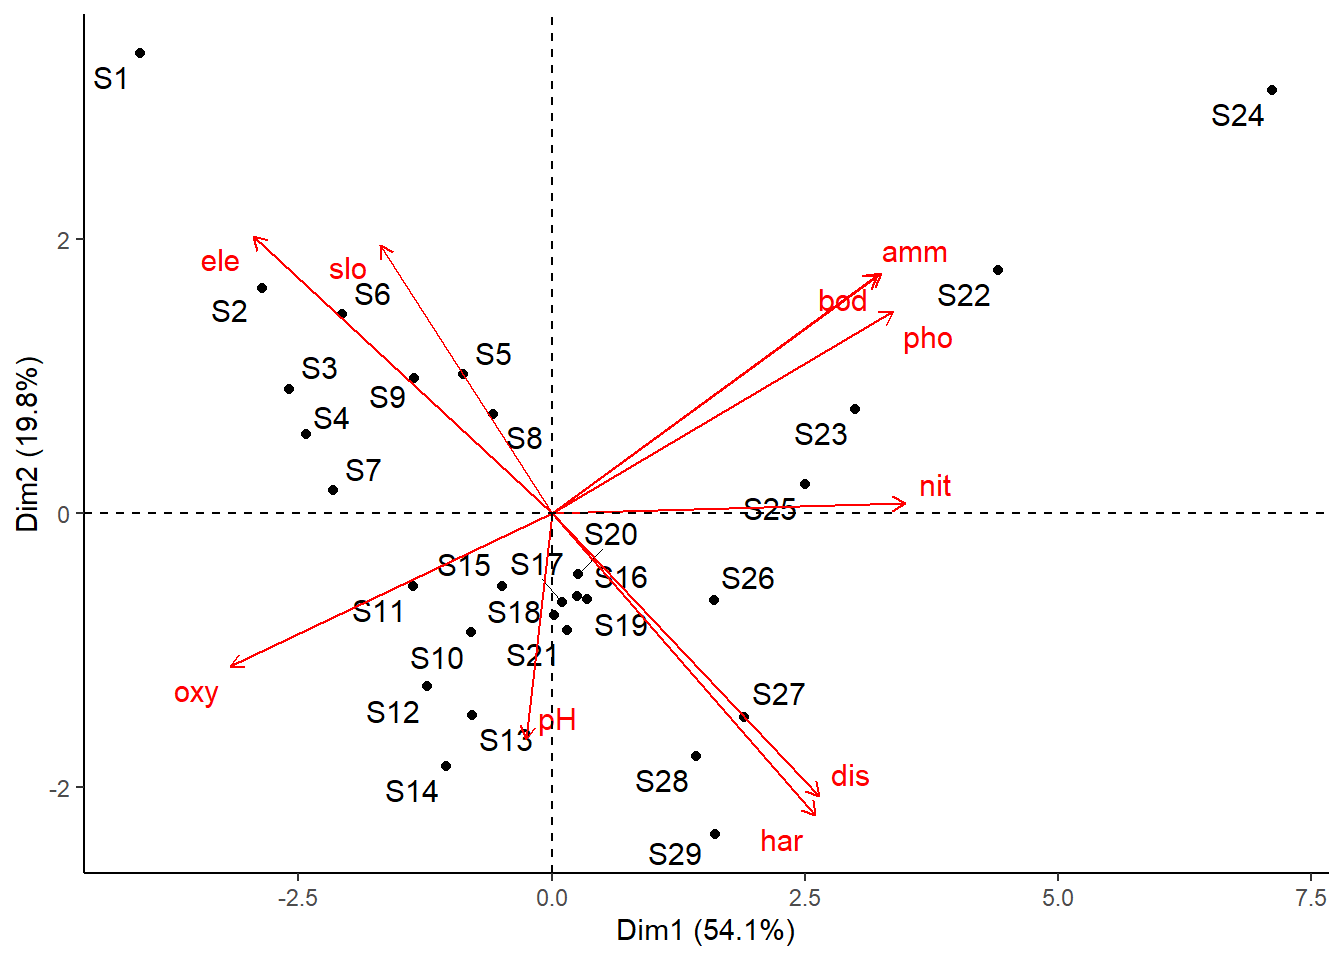 S1
S24
ele
slo
amm
bod
S2
S6
S22
pho
S5
S3
S9
S4
S8
S23
S7
nit
S25
S20
S15
S17
S16
S26
S11
S18
S19
S10
S21
oxy
S12
S27
pH
S13
dis
S28
S14
har
S29
2
0
-2
Dim2 (19.8%)
-2.5
0.0
2.5
5.0
7.5
Dim1 (54.1%)